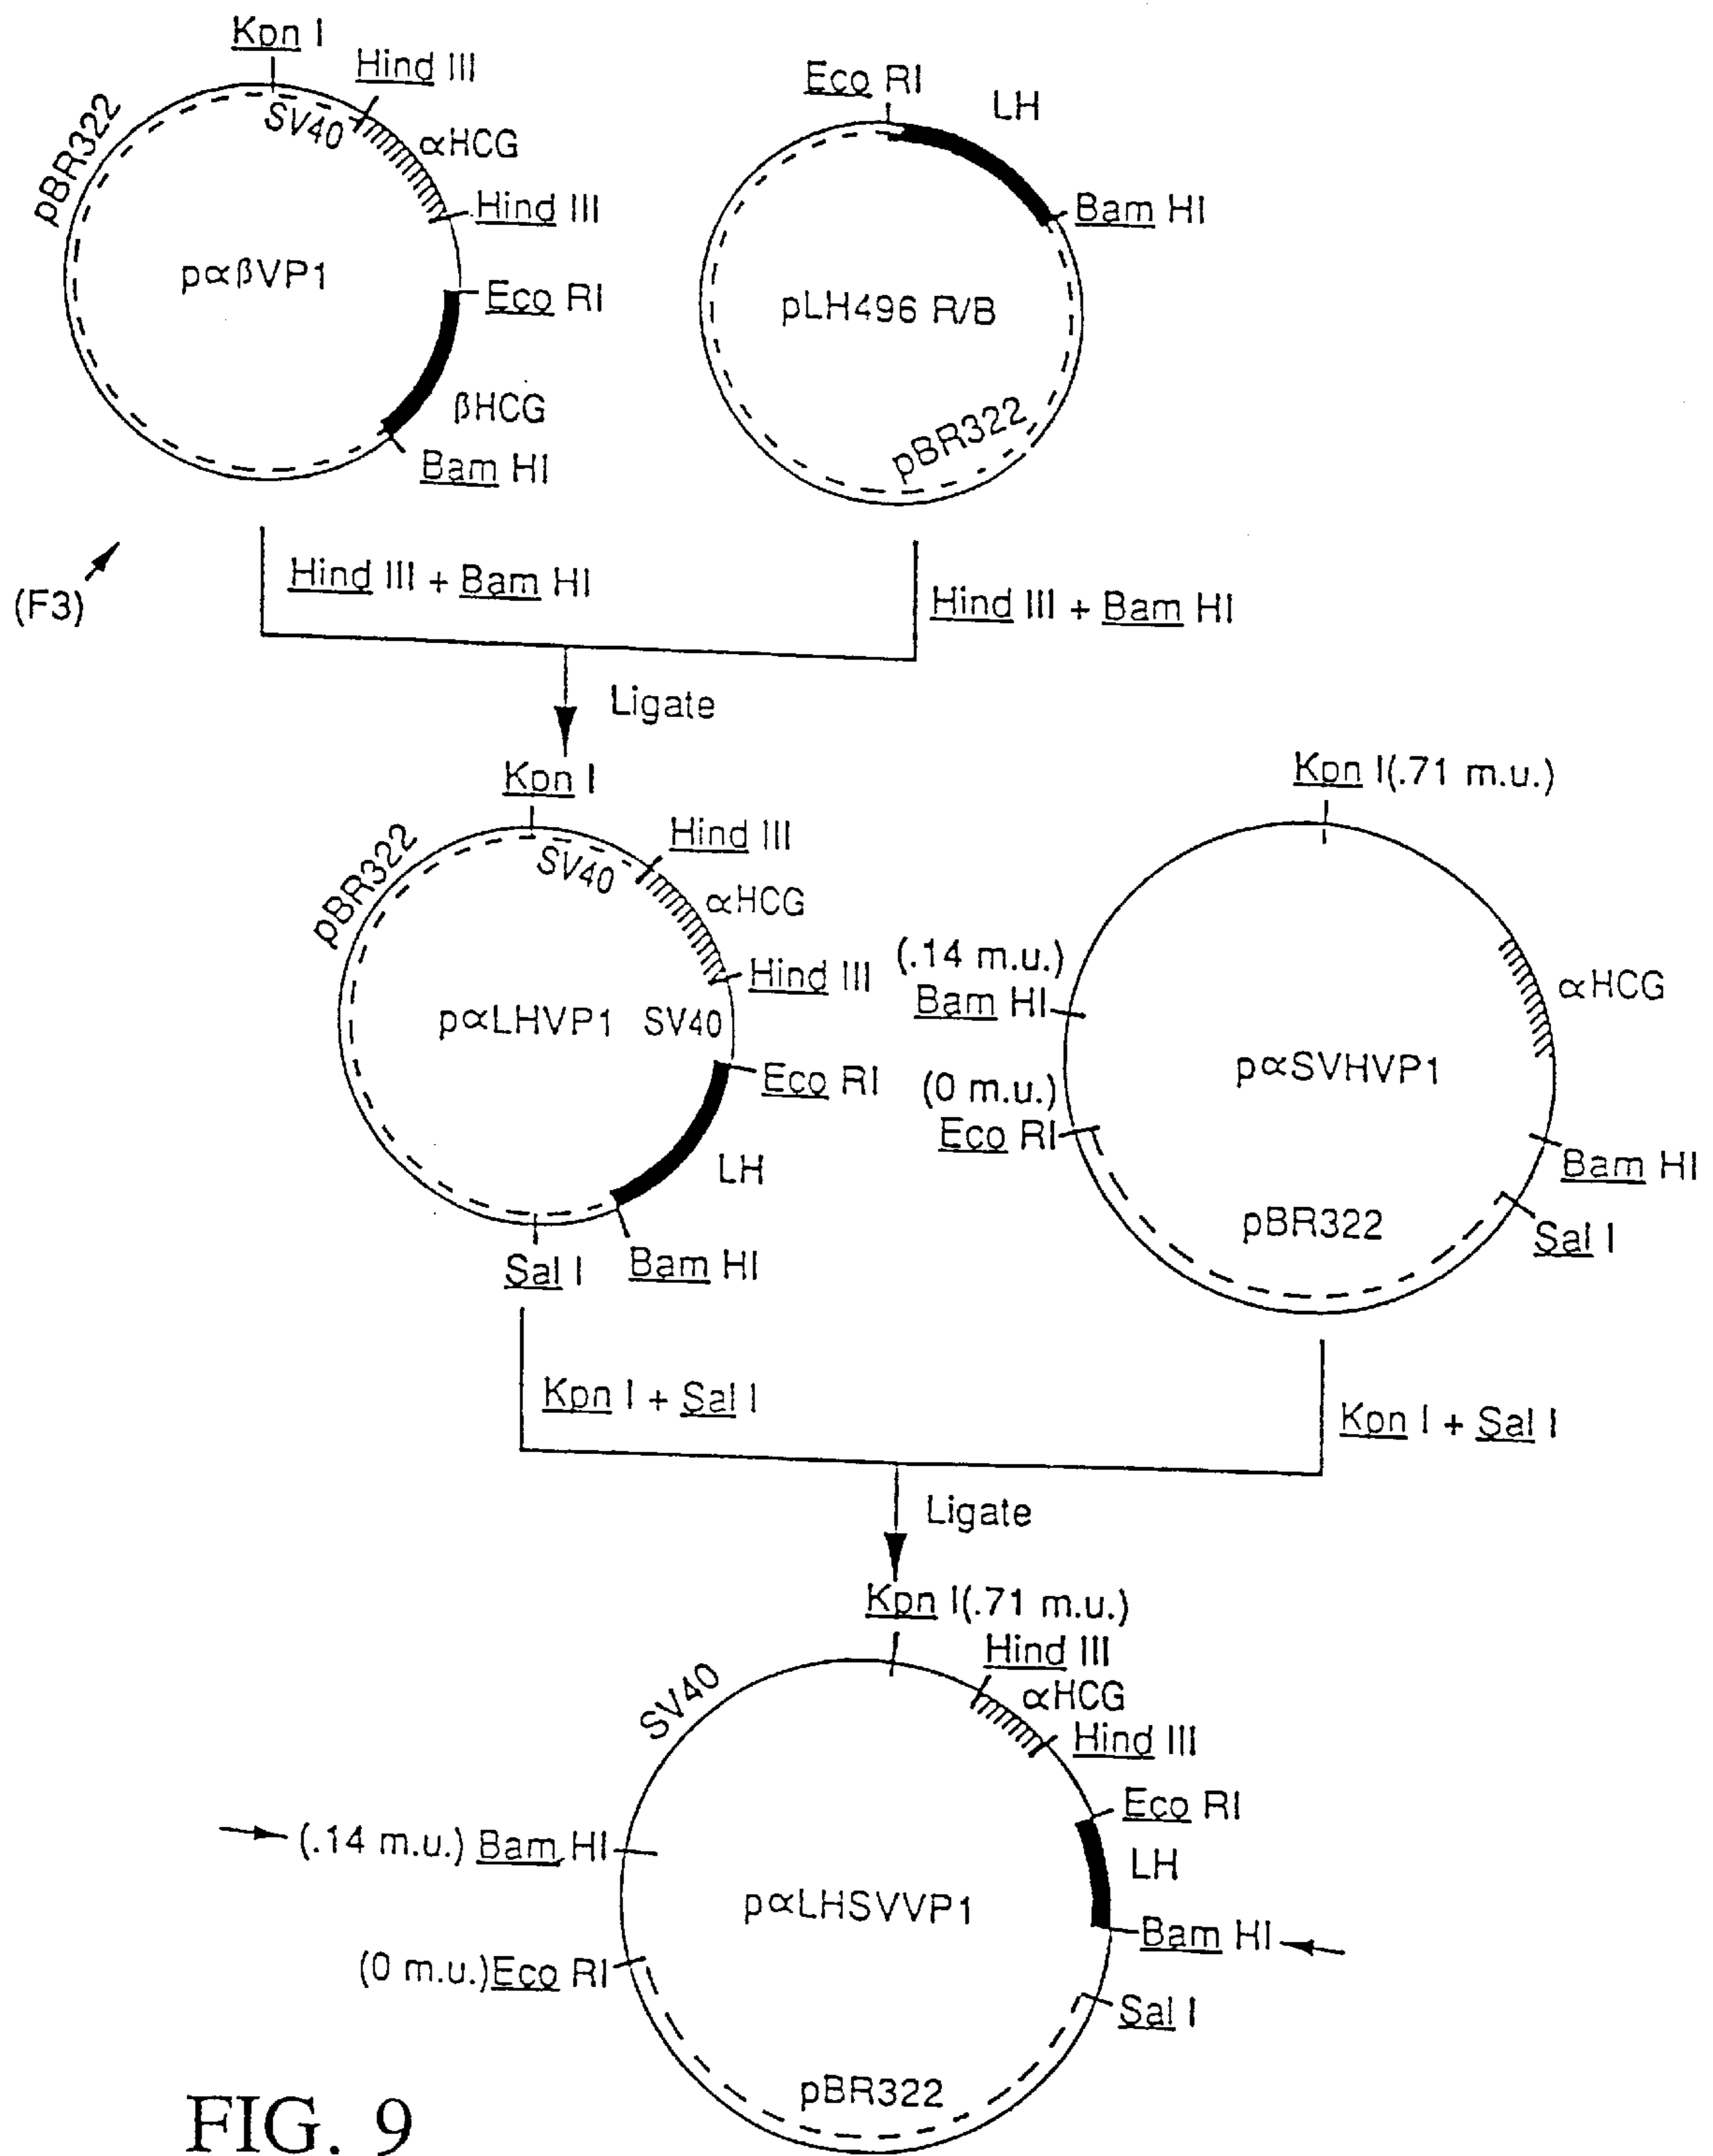 Kpn I
Hind III
pBR322
SV40
αHCG
Hind III
pαβVP1
Eco RI
βHCG
Bam HI
Eco RI
LH
Bam HI
pLH496 R/B
pBR322
(F3)
Hind III + Bam HI
Hind III + Bam HI
Ligate
Kpn I
Hind III
pBR322
SV40
αHCG
Hind III
pαLHVP1
SV40
Eco RI
LH
Bam HI
Sal I
Kpn I(.71 m.u.)
(.14 m.u.)
Bam HI
αHCG
pαSVHVP1
(0 m.u.)
Eco RI
Bam HI
pBR322
Sal I
Kpn I + Sal I
Kpn I + Sal I
Ligate
Kpn I(.71 m.u.)
Hind III
αHCG
SV40
Hind III
Eco RI
(.14 m.u.) Bam HI
LH
pαLHSVVP1
Bam HI
(0 m.u.)Eco RI
Sal I
pBR322
FIG. 9